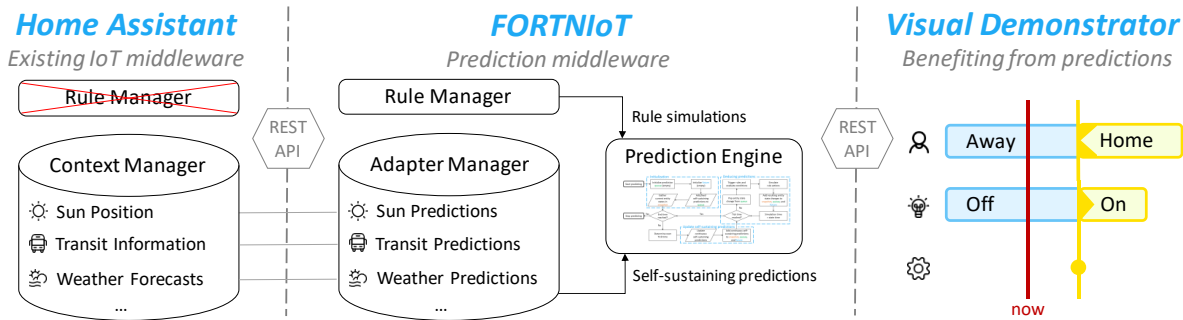 Home Assistant
Existing IoT middleware
Rule Manager
Context Manager
Sun Position
Transit Information
Weather Forecasts
...
REST
API
FORTNIoT
Prediction middleware
Rule Manager
Adapter Manager
Sun Predictions
Transit Predictions
Weather Predictions
...
Rule simulations
Prediction Engine
Self-sustaining predictions
REST
API
Visual Demonstrator
Benefiting from predictions
Away
Home
Off
On
now